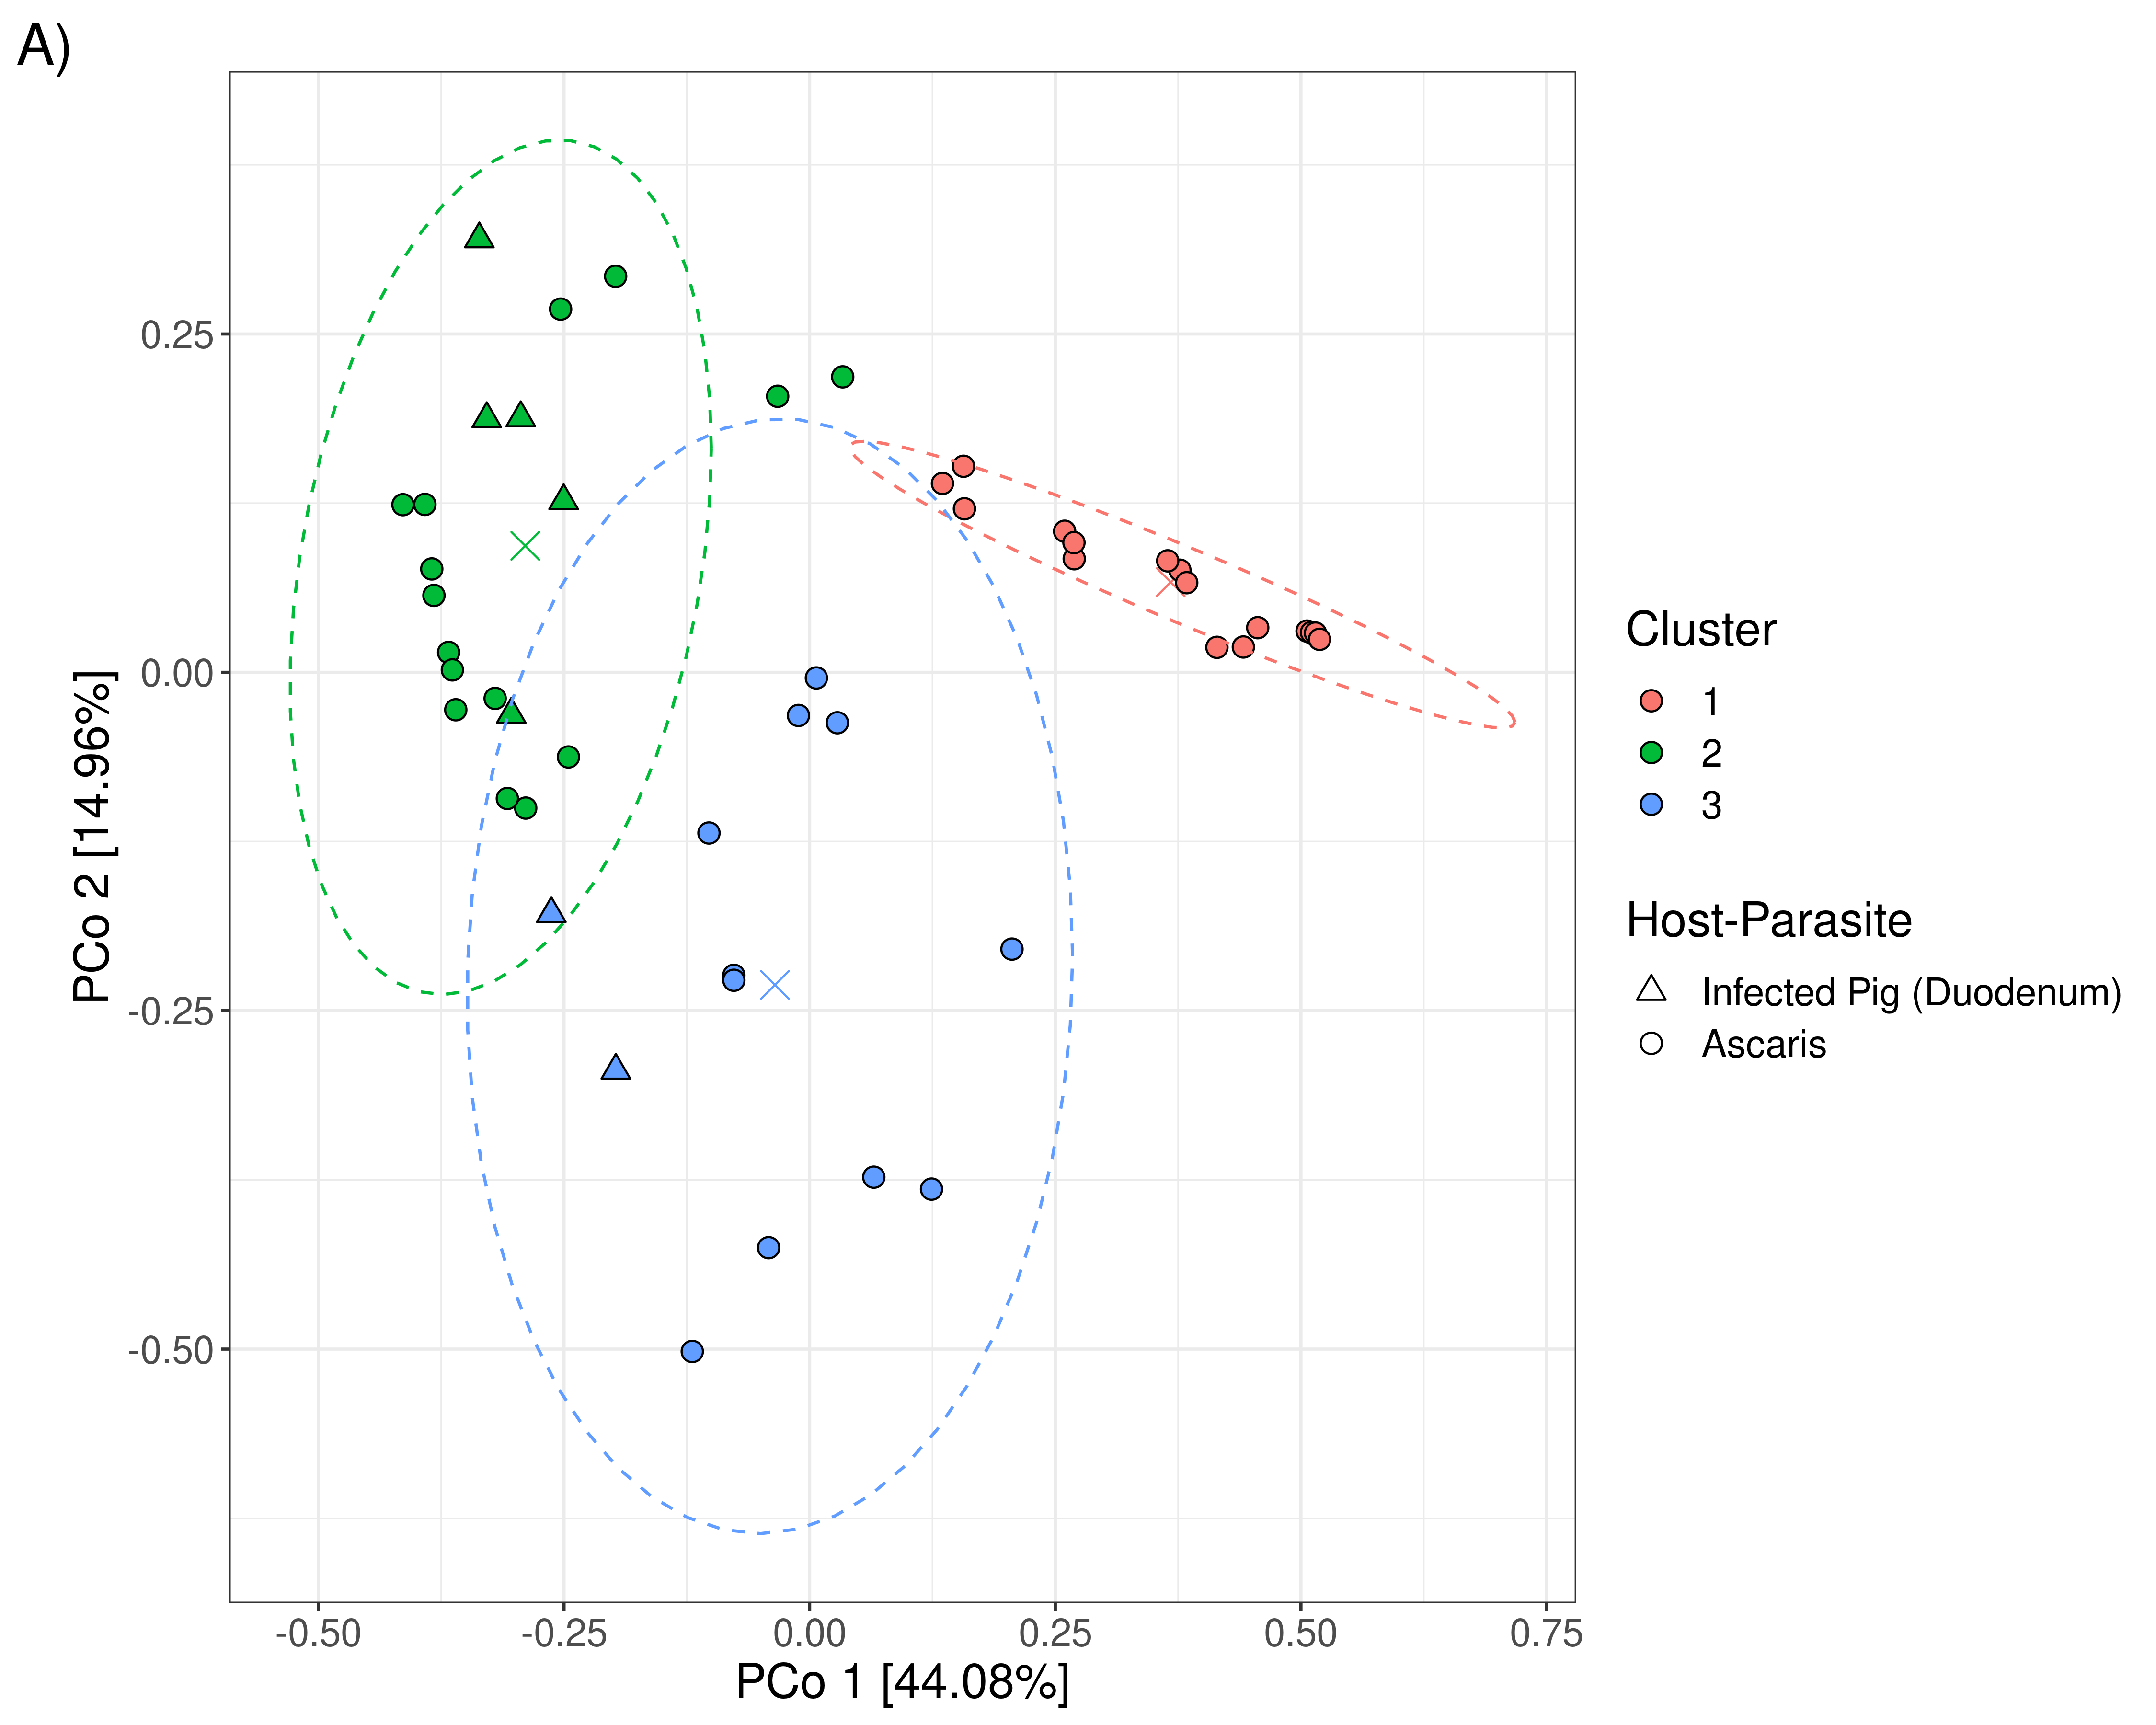 A)
0.25
0.00
-0.25
-0.50
PCo 2 [14.96%]
-0.50
-0.25
0.00
0.25
0.50
0.75
PCo 1 [44.08%]
Cluster
1
2
3
Host-Parasite
Infected Pig (Duodenum)
Ascaris